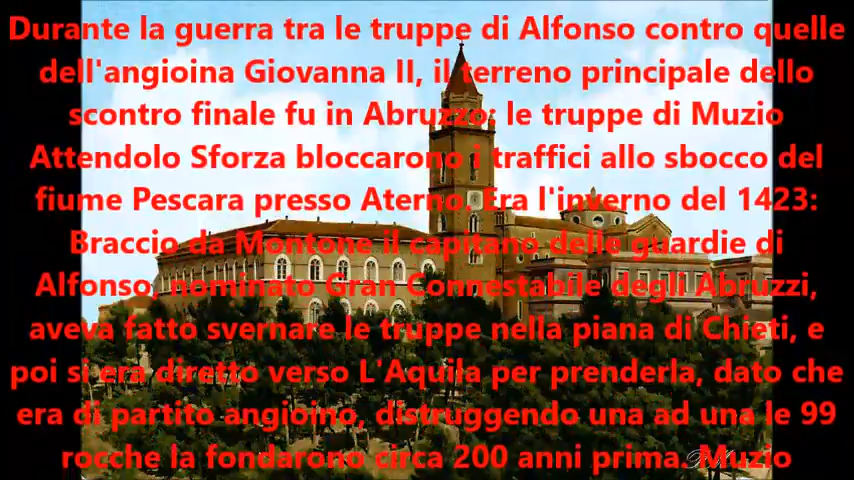 Durante la guerra tra le truppe di Alfonso contro quelle
dell'angioina Giovanna II, il terreno principale dello
scontro finale fu in Abruzzo: le truppe di Muzio
Attendolo Sforza bloccarono i traffici allo sbocco del
fiume Pescara presso Aterno. Era l'inverno del 1423:
Braccio da Montone il capitano delle guardie di
Alfonso, nominato Gran Connestabile degli Abruzzi,
aveva fatto svernare le truppe nella piana di Chieti, e
poi si era diretto verso L'Aquila per prenderla, dato che
era di partito angioino, distruggendo una ad una le 99
rocche la fondarono circa 200 anni prima. Muzio